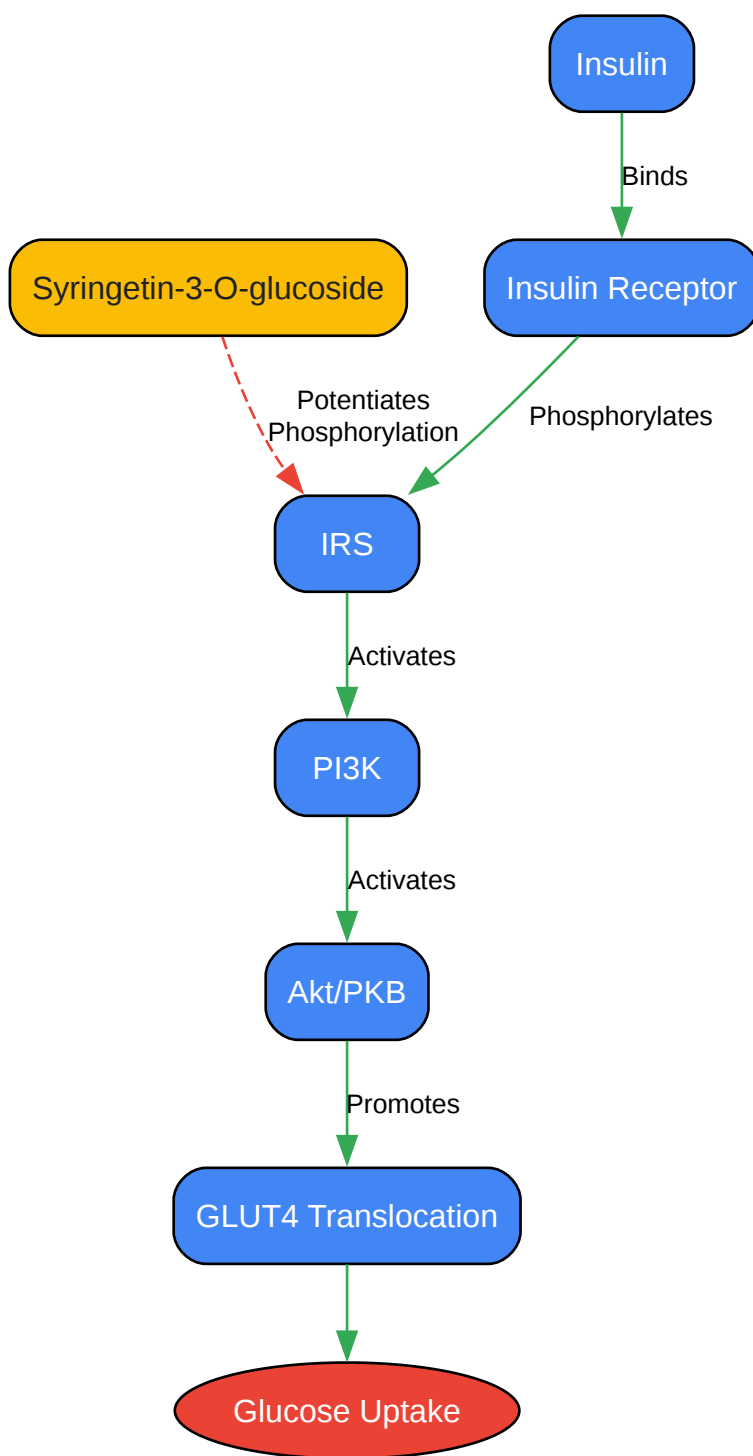 Insulin
Binds
Syringetin-3-O-glucoside
Insulin Receptor
Potentiates
Phosphorylation
Phosphorylates
IRS
Activates
PI3K
Activates
Akt/PKB
Promotes
GLUT4 Translocation
Glucose Uptake